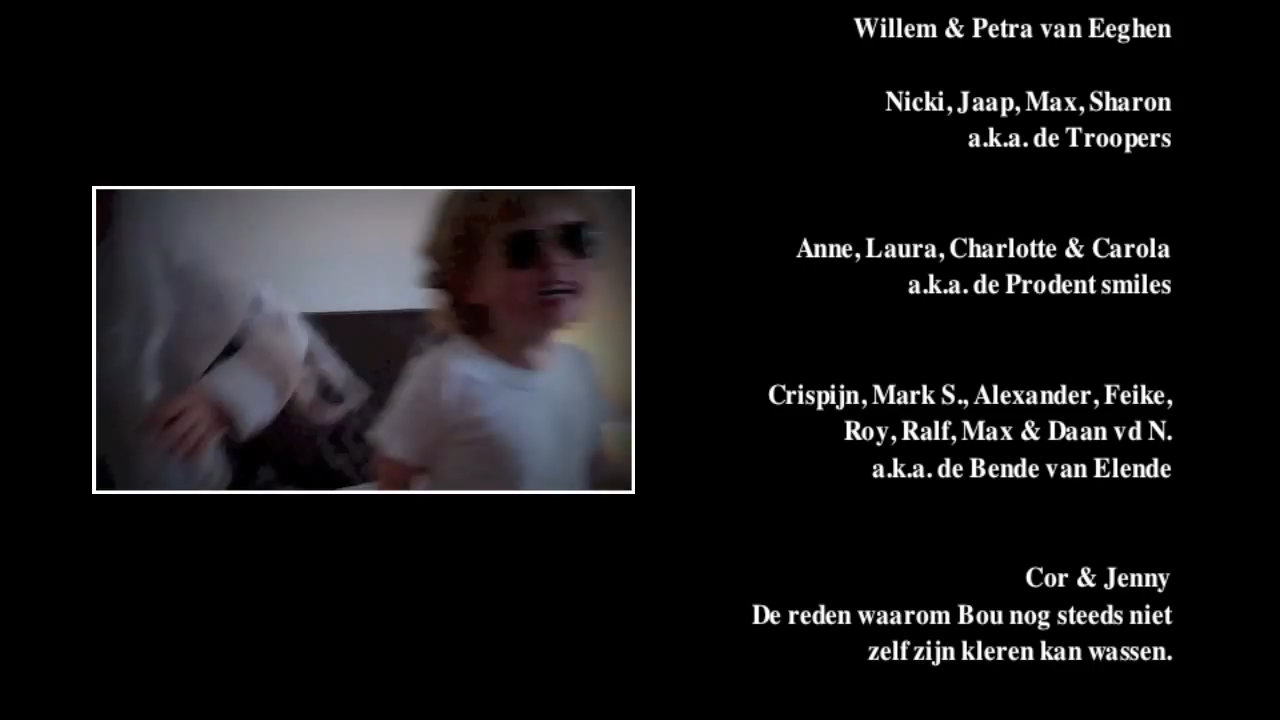 Willem & Petra van Eeghen
Nicki, Jaap, Max, Sharon
a.k.a. de Troopers
Anne, Laura, Charlotte & Carola
a.k.a. de Prodent smiles
Crispijn, Mark S., Alexander, Feike,
Roy, Ralf, Max & Daan vd N.
a.k.a. de Bende van Elende
Cor & Jenny
De reden waarom Bou nog steeds niet
zelf zijn kleren kan wassen.